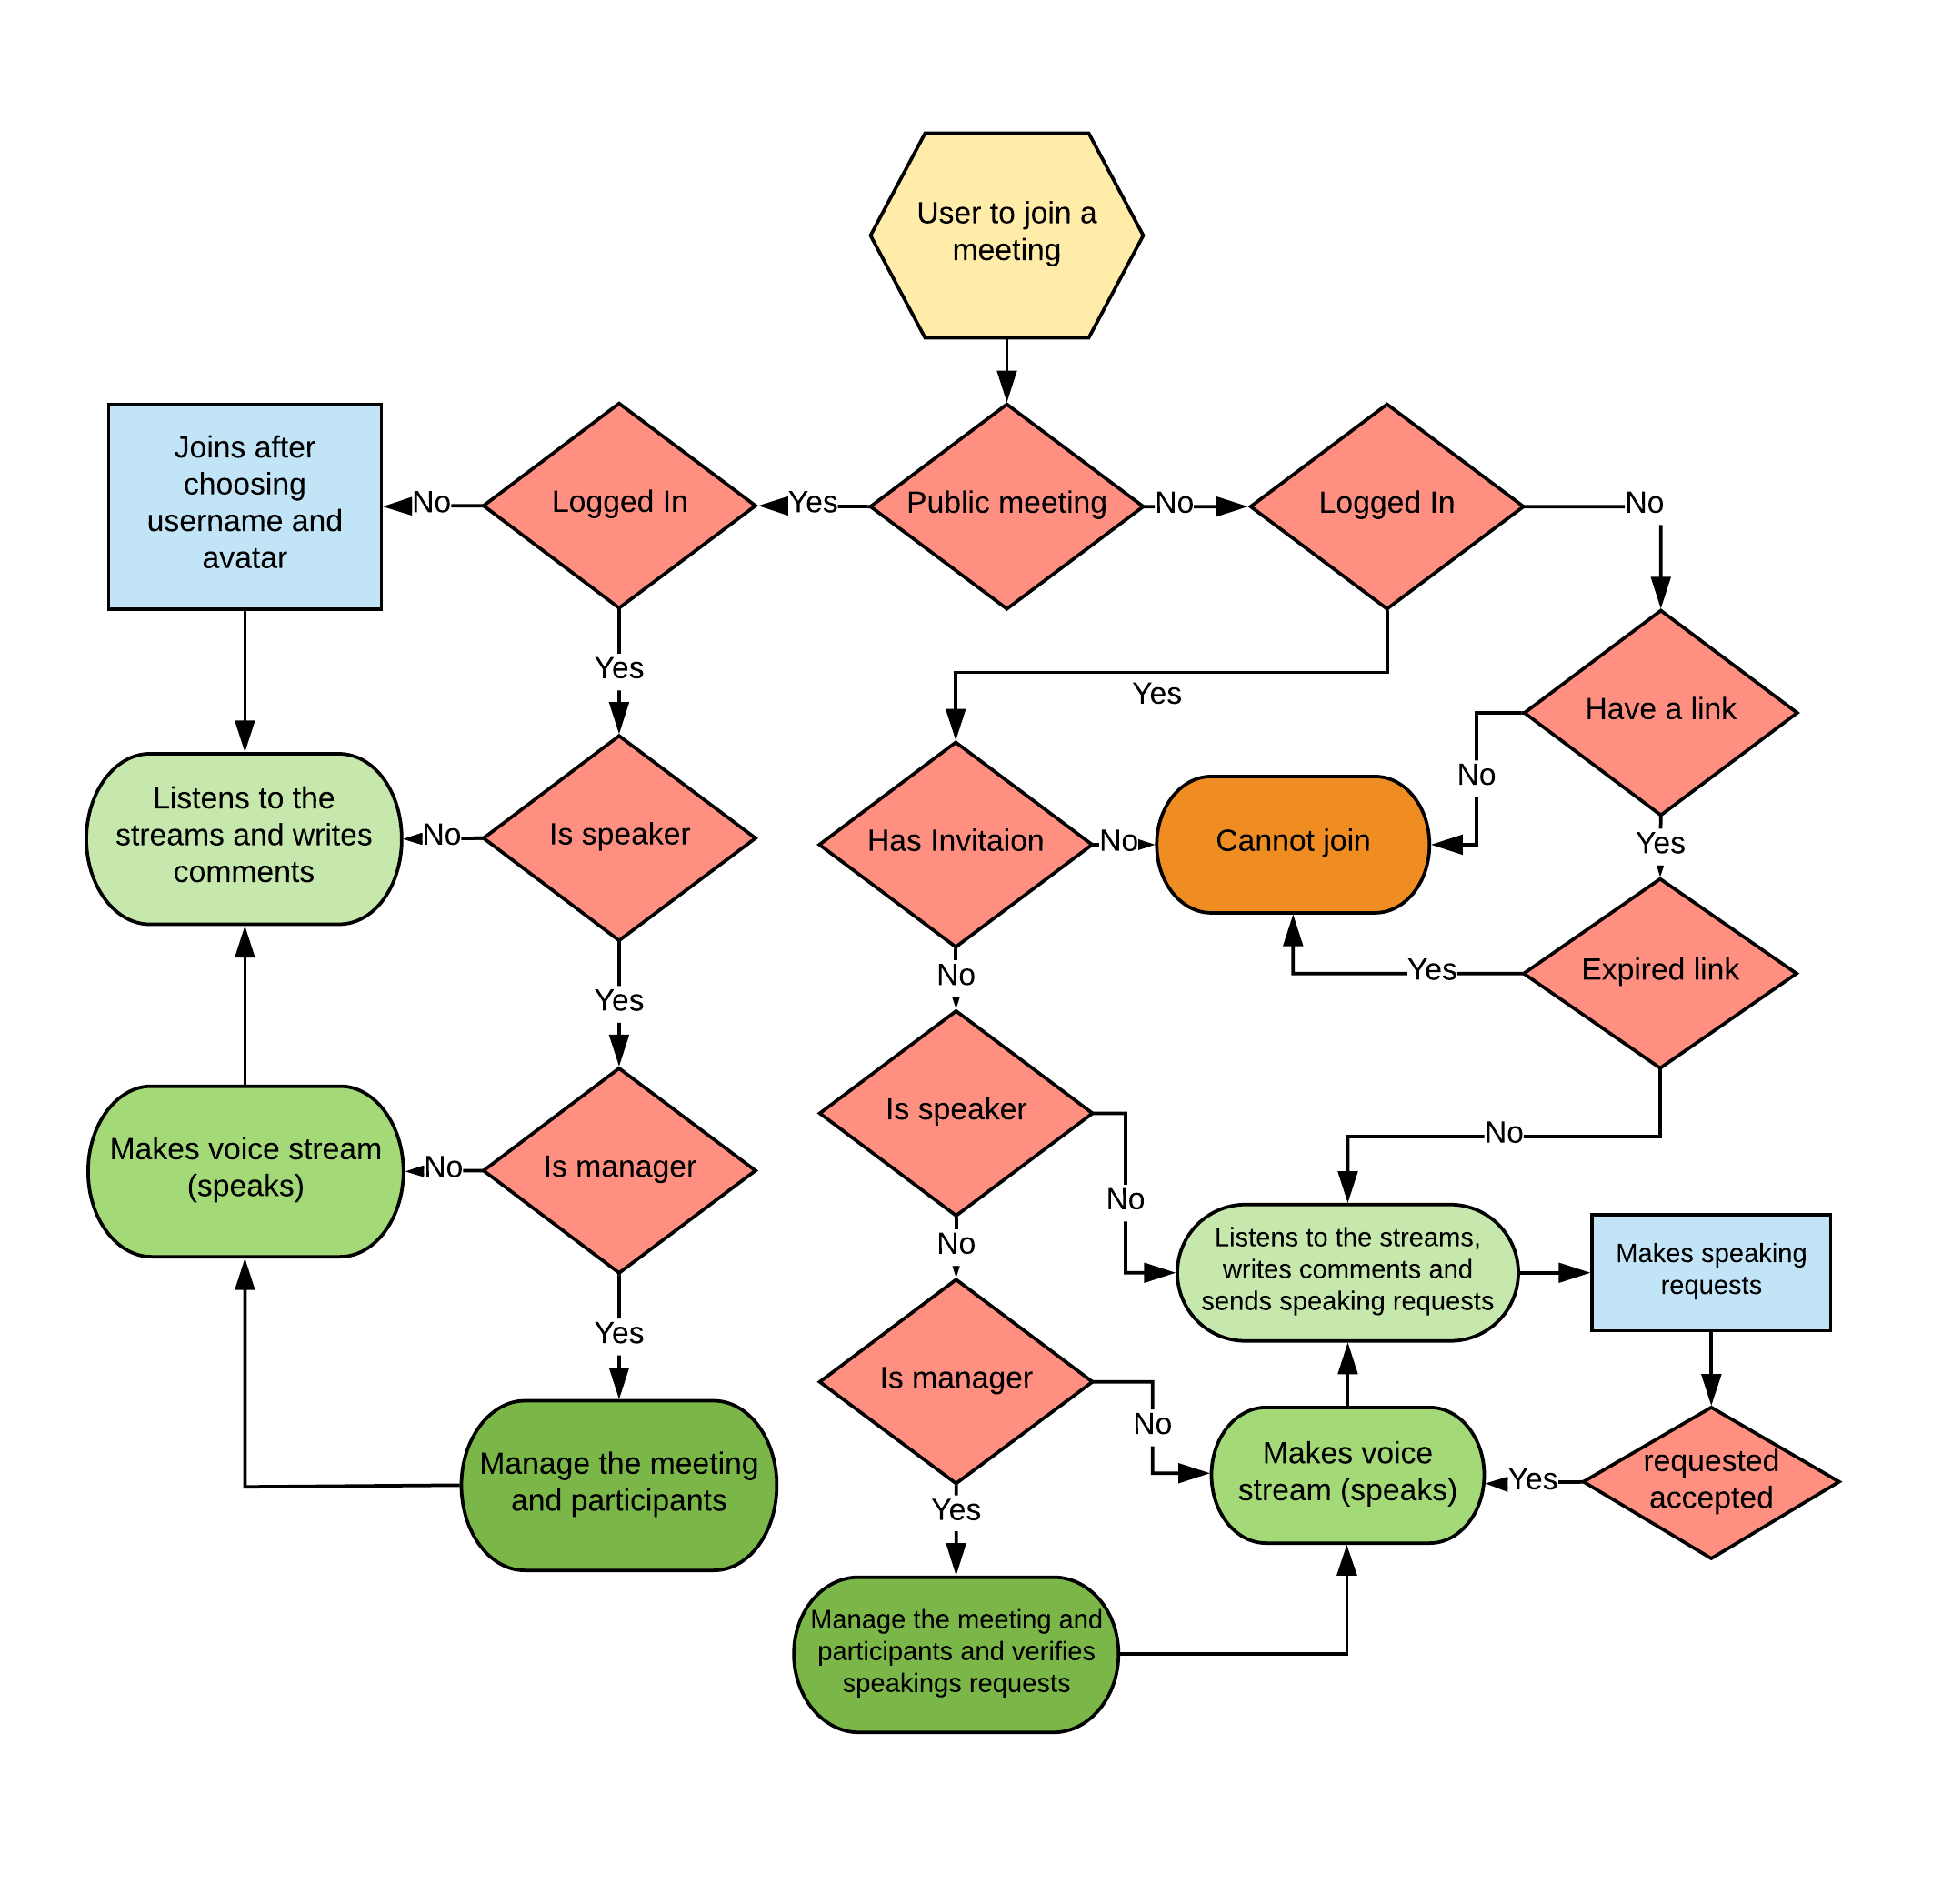 User to join a
meeting
Joins after
choosing
username and
avatar
No
Logged In
Yes
Public meeting
No
Logged In
No
Yes
Yes
Have a link
No
Listens to the
streams and writes
comments
No
Is speaker
Has Invitaion
No
Cannot join
Yes
Yes
No
Yes
Expired link
Makes voice stream
(speaks)
No
Is manager
Is speaker
No
No
Yes
No
Listens to the streams,
writes comments and
sends speaking requests
Makes speaking
requests
Is manager
No
Manage the meeting
and participants
Yes
Makes voice
stream (speaks)
Yes
requested
accepted
Manage the meeting and
participants and verifies
speakings requests